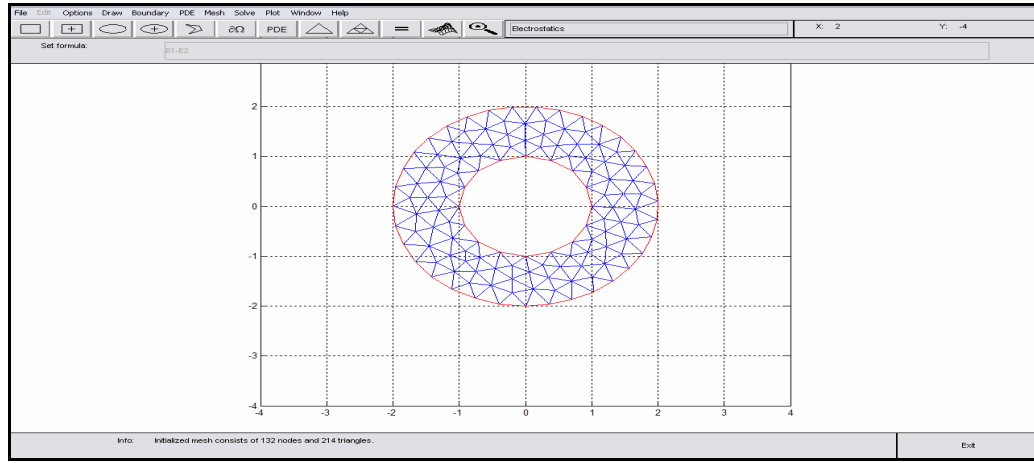 File Edit Options Draw Boundary PDE Mesh Solve Plot Window Help
∂Ω PDE = Electrostatics X: 2 Y: -4
Set formula: E1-E2
2
1
0
-1
-2
-3
-4
-4 -3 -2 -1 0 1 2 3 4
Info: Initialized mesh consists of 132 nodes and 214 triangles. Exit